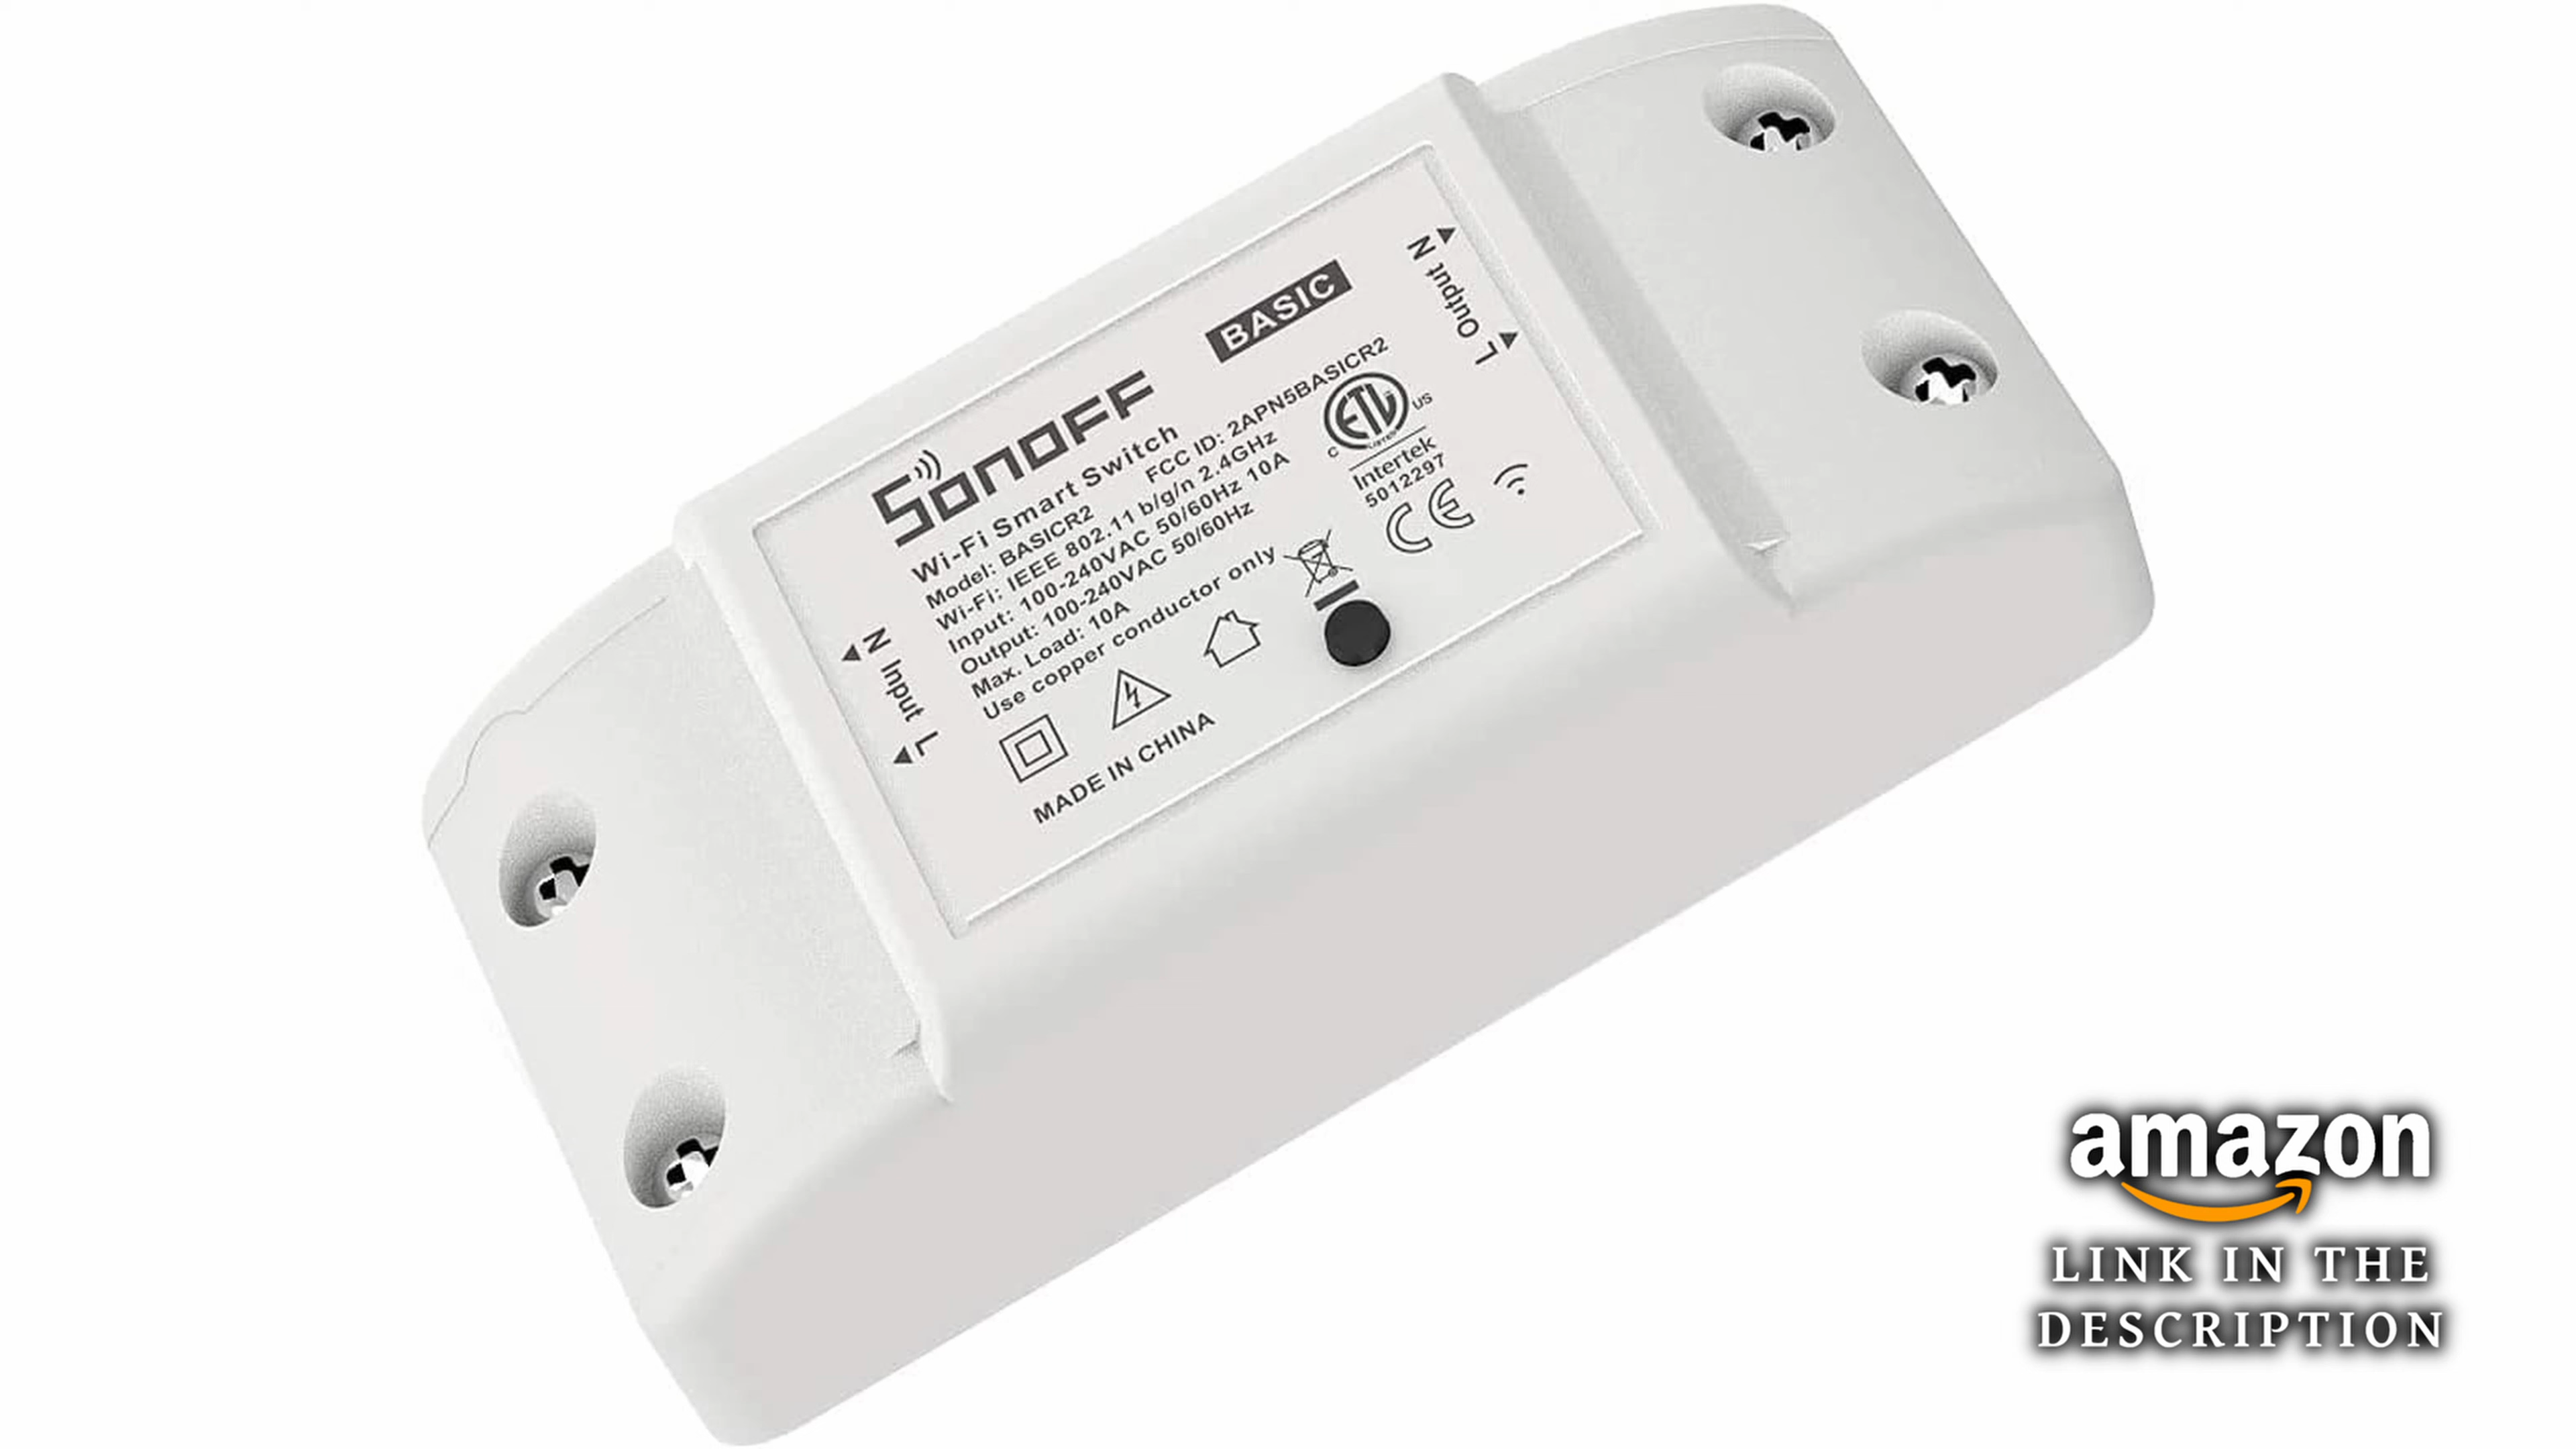 SONOFF
BASIC
Wi-Fi Smart Switch
Model: BASICR2
FCC ID: 2APN5BASICR2
Wi-Fi: IEEE 802.11 b/g/n 2.4GHz
Input: 100-240VAC 50/60Hz 10A
Output: 100-240VAC 50/60Hz
Max. Load: 10A
Use copper conductor only
MADE IN CHINA
N Input L
N Output L
ETL
C US
Intertek
5012297
CE
amazon
LINK IN THE
DESCRIPTION